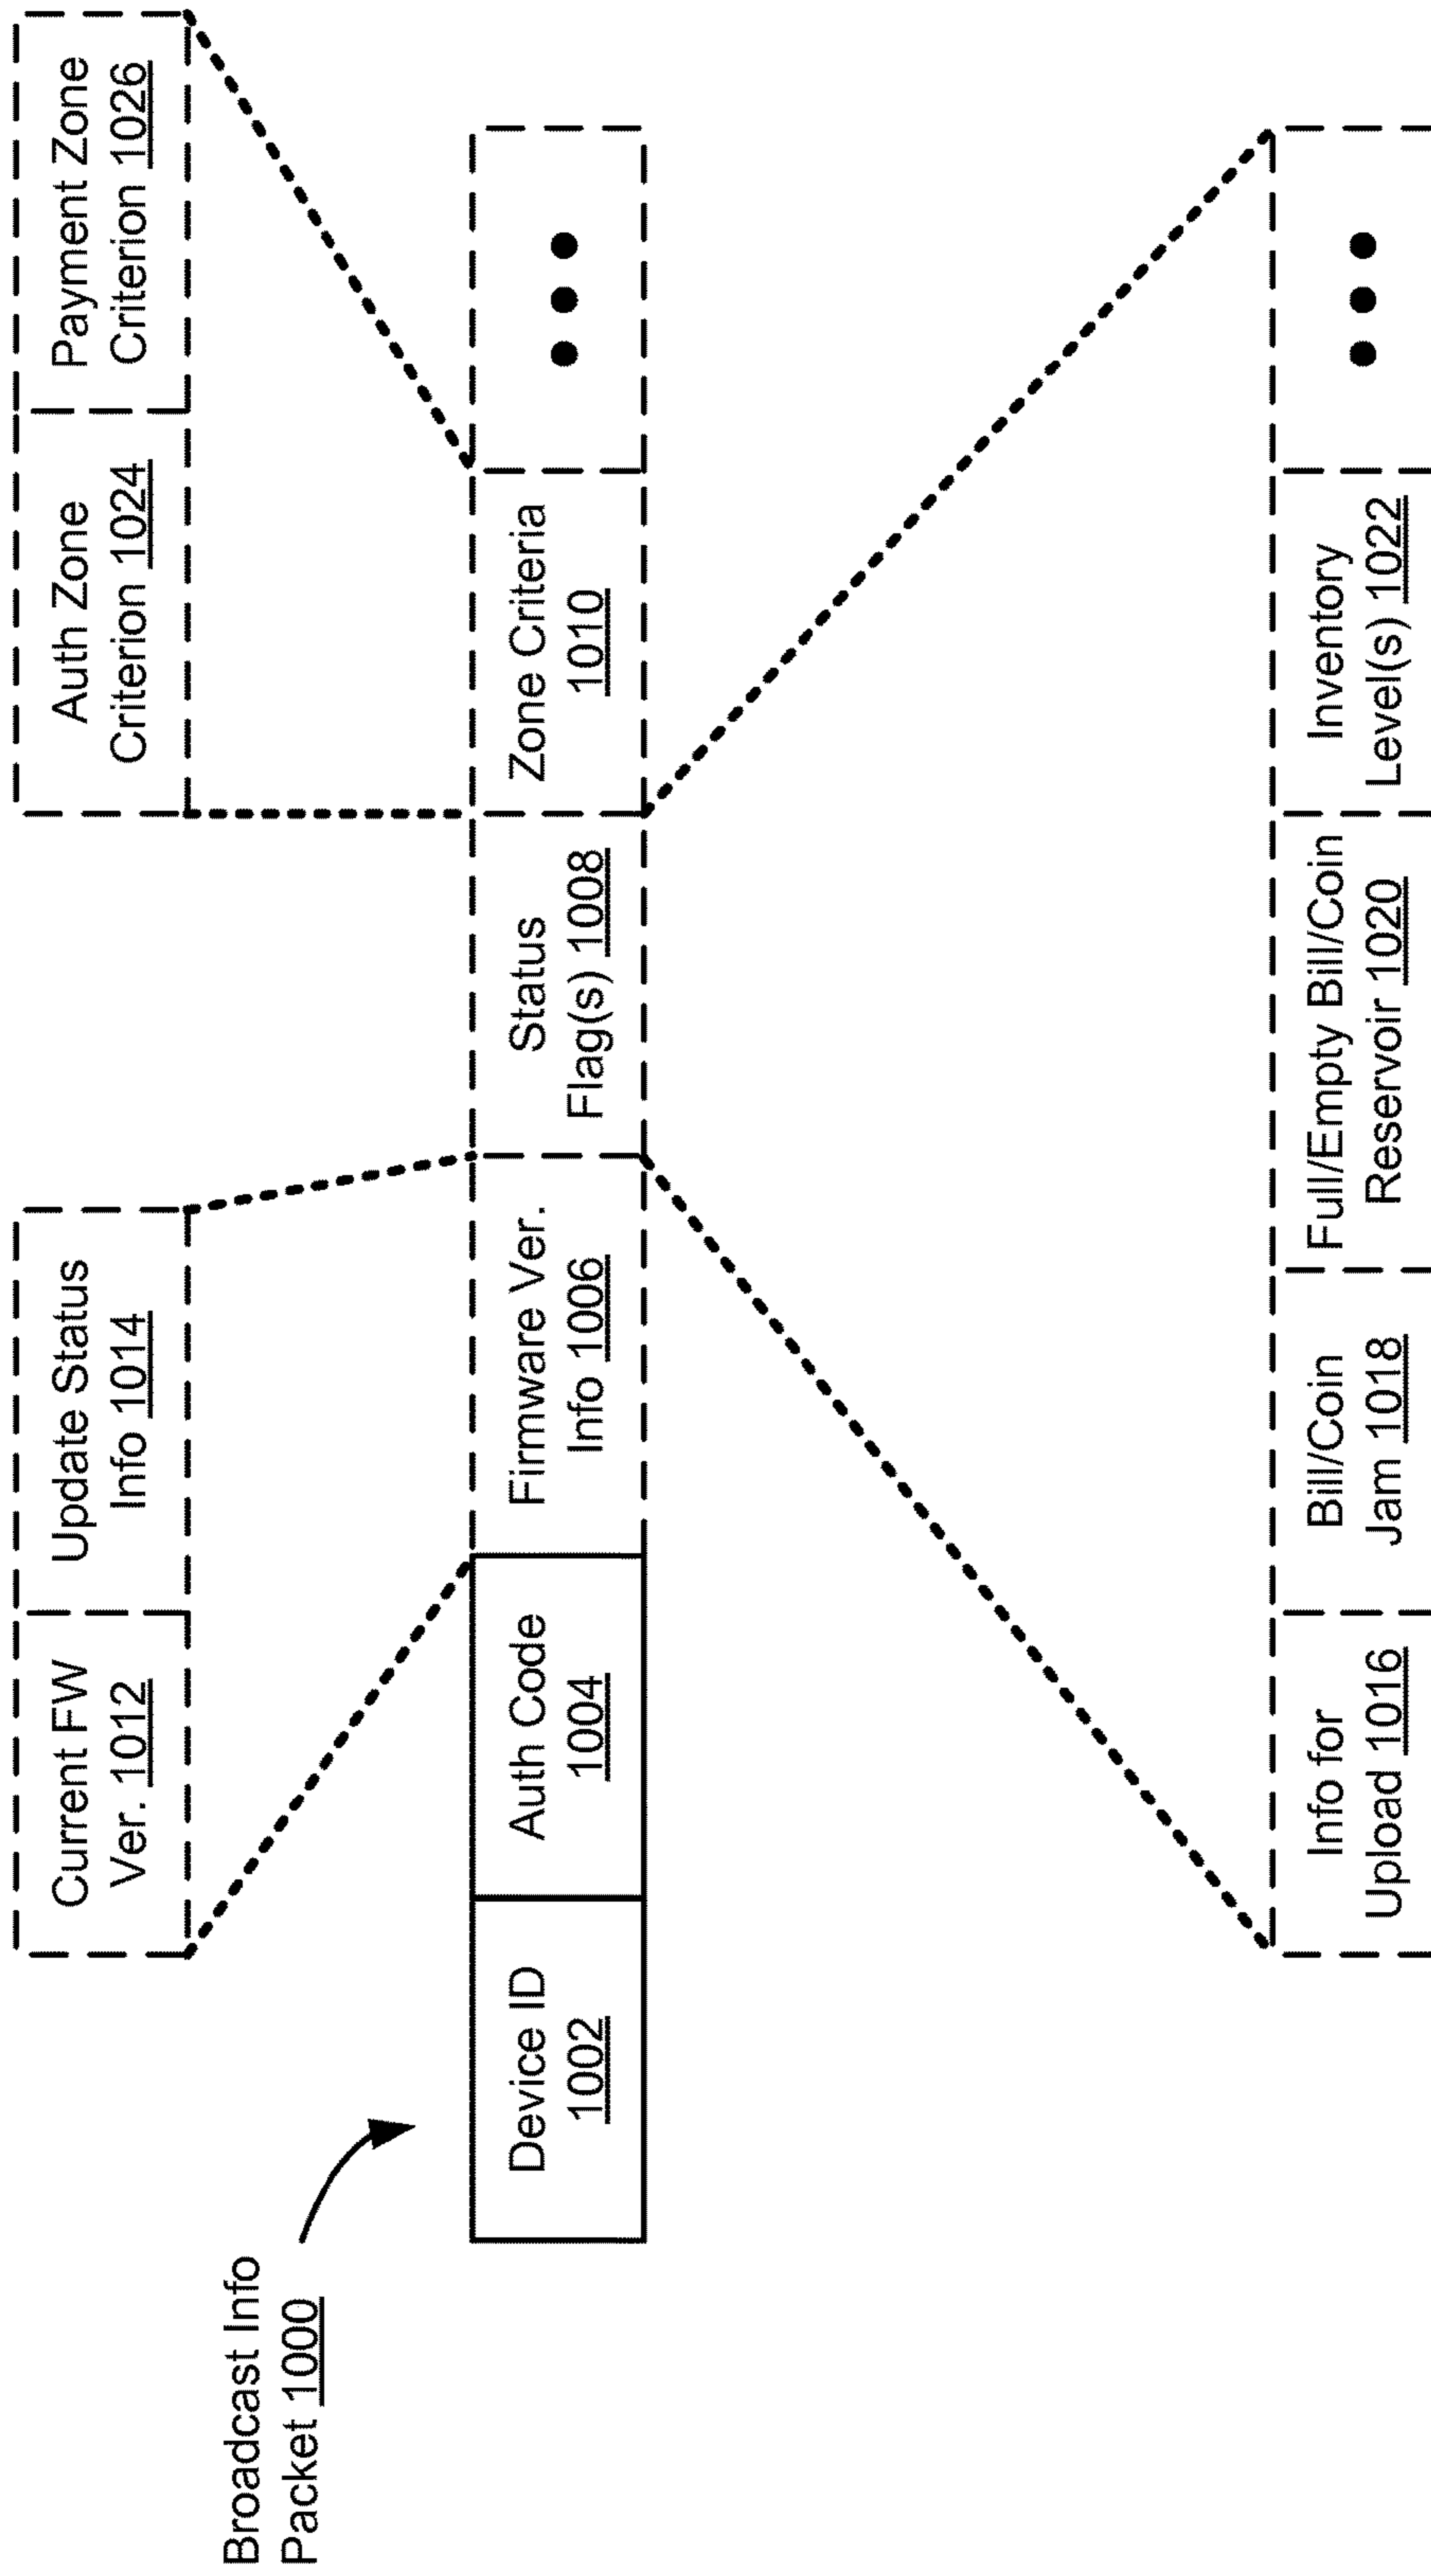 Current FW
Ver. 1012
Update Status
Info 1014
Auth Zone
Criterion 1024
Payment Zone
Criterion 1026
Broadcast Info
Packet 1000
Device ID
1002
Auth Code
1004
Firmware Ver.
Info 1006
Status
Flag(s) 1008
Zone Criteria
1010
● ● ●
Info for
Upload 1016
Bill/Coin
Jam 1018
Full/Empty Bill/Coin
Reservoir 1020
Inventory
Level(s) 1022
● ● ●